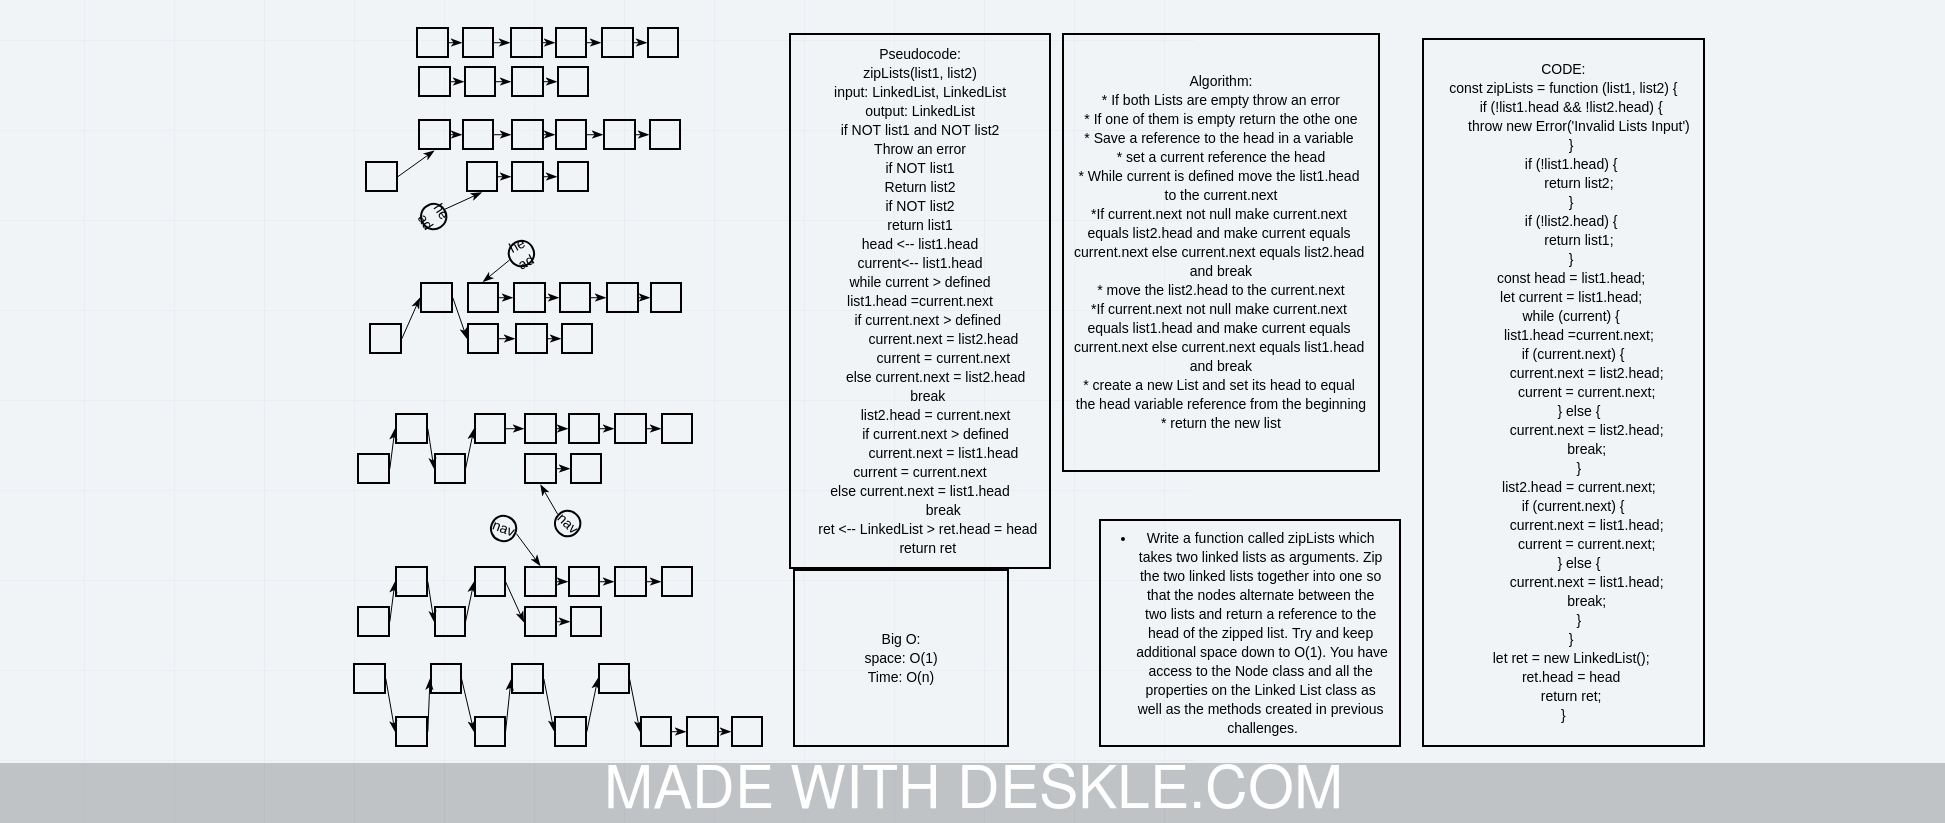 he
ad
he
ad
nav
nav
Pseudocode:
zipLists(list1, list2)
input: LinkedList, LinkedList
output: LinkedList
if NOT list1 and NOT list2
Throw an error
if NOT list1
Return list2
if NOT list2
return list1
head <-- list1.head
current<-- list1.head
while current > defined
list1.head =current.next
if current.next > defined
current.next = list2.head
current = current.next
else current.next = list2.head
break
list2.head = current.next
if current.next > defined
current.next = list1.head
current = current.next
else current.next = list1.head
break
ret <-- LinkedList > ret.head = head
return ret
Big O:
space: O(1)
Time: O(n)
Algorithm:
* If both Lists are empty throw an error
* If one of them is empty return the othe one
* Save a reference to the head in a variable
* set a current reference the head
* While current is defined move the list1.head
to the current.next
*If current.next not null make current.next
equals list2.head and make current equals
current.next else current.next equals list2.head
and break
* move the list2.head to the current.next
*If current.next not null make current.next
equals list1.head and make current equals
current.next else current.next equals list1.head
and break
* create a new List and set its head to equal
the head variable reference from the beginning
* return the new list
• Write a function called zipLists which
takes two linked lists as arguments. Zip
the two linked lists together into one so
that the nodes alternate between the
two lists and return a reference to the
head of the zipped list. Try and keep
additional space down to O(1). You have
access to the Node class and all the
properties on the Linked List class as
well as the methods created in previous
challenges.
CODE:
const zipLists = function (list1, list2) {
if (!list1.head && !list2.head) {
throw new Error('Invalid Lists Input')
}
if (!list1.head) {
return list2;
}
if (!list2.head) {
return list1;
}
const head = list1.head;
let current = list1.head;
while (current) {
list1.head =current.next;
if (current.next) {
current.next = list2.head;
current = current.next;
} else {
current.next = list2.head;
break;
}
list2.head = current.next;
if (current.next) {
current.next = list1.head;
current = current.next;
} else {
current.next = list1.head;
break;
}
}
let ret = new LinkedList();
ret.head = head
return ret;
}
MADE WITH DESKLE.COM